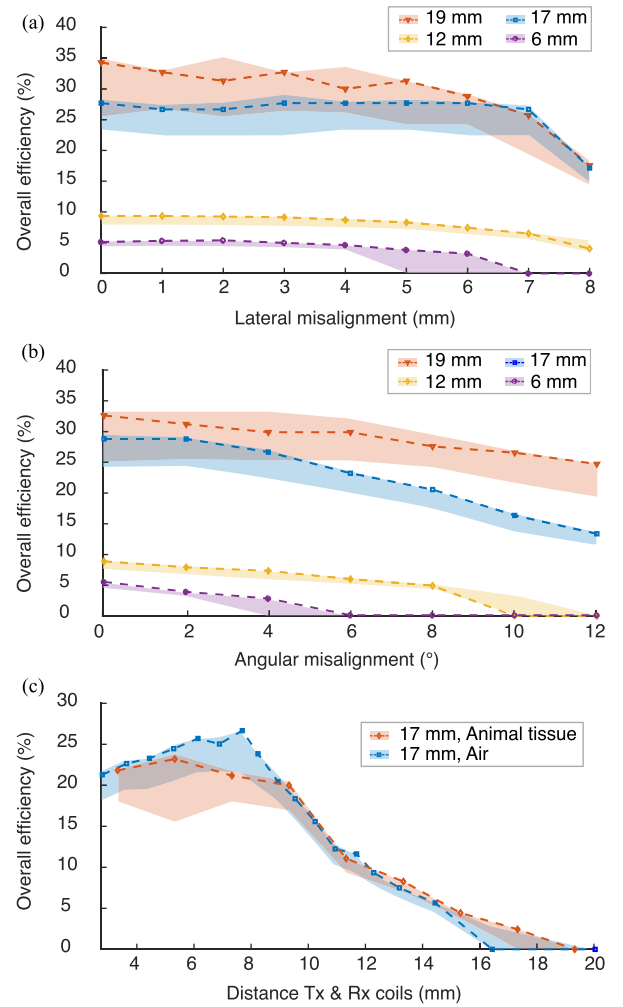 (a)
19 mm 17 mm
12 mm 6 mm
40
35
30
25
20
15
10
5
0
Overall efficiency (%)
0 1 2 3 4 5 6 7 8
Lateral misalignment (mm)
(b)
19 mm 17 mm
12 mm 6 mm
40
35
30
25
20
15
10
5
0
Overall efficiency (%)
0 2 4 6 8 10 12
Angular misalignment (°)
(c)
17 mm, Animal tissue
17 mm, Air
30
25
20
15
10
5
0
Overall efficiency (%)
4 6 8 10 12 14 16 18 20
Distance Tx & Rx coils (mm)